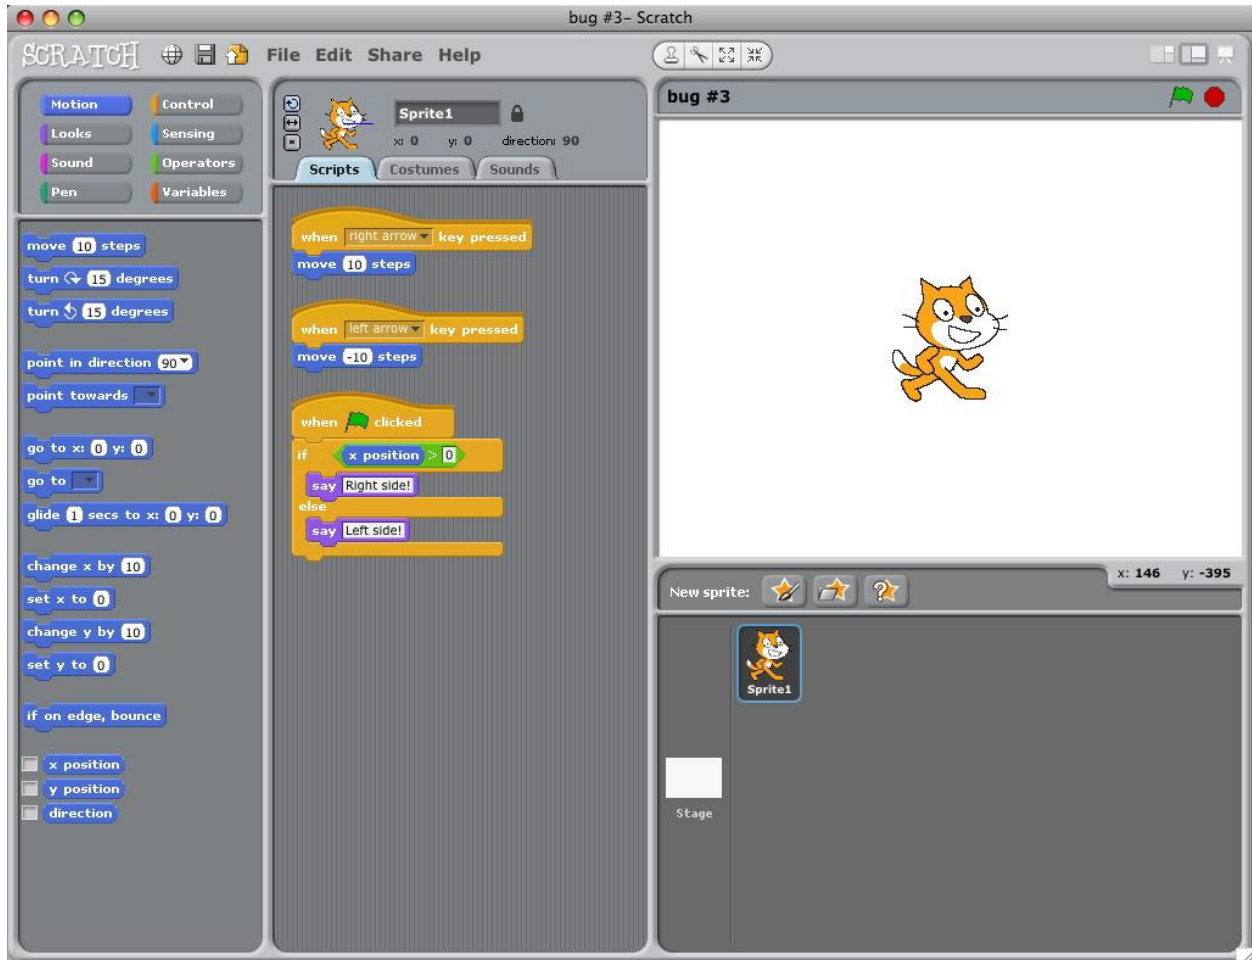 bug #3– Scratch
SCRATCH File Edit Share Help
Motion Control
Looks Sensing
Sound Operators
Pen Variables
move 10 steps
turn 15 degrees
turn 15 degrees
point in direction 90
point towards
go to x: 0 y: 0
go to
glide 1 secs to x: 0 y: 0
change x by 10
set x to 0
change y by 10
set y to 0
if on edge, bounce
x position
y position
direction
Sprite1
x: 0 y: 0 direction: 90
Scripts Costumes Sounds
when right arrow key pressed
move 10 steps
when left arrow key pressed
move -10 steps
when clicked
if x position > 0
say Right side!
else
say Left side!
bug #3
x: 146 y: -395
New sprite:
Sprite1
Stage